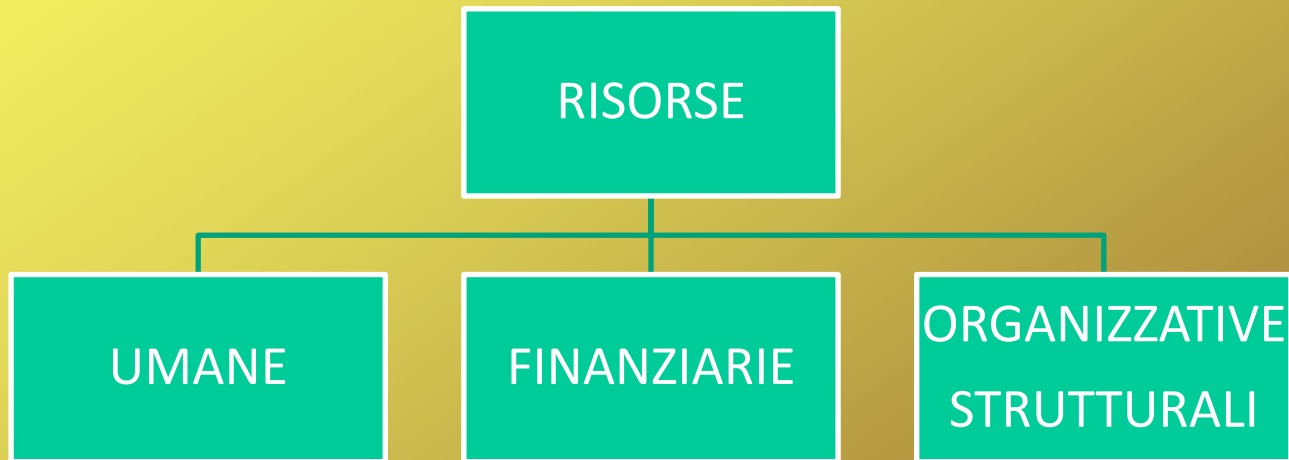 RISORSE
UMANE
FINANZIARIE
ORGANIZZATIVE
STRUTTURALI